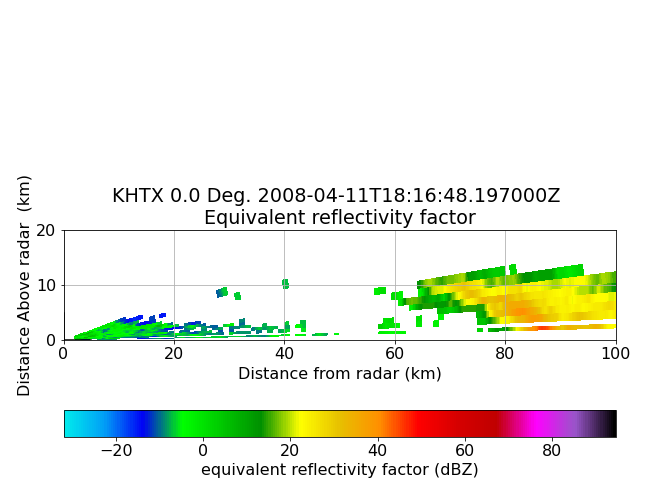 KHTX 0.0 Deg. 2008-04-11T18:16:48.197000Z
Equivalent reflectivity factor
Distance Above radar  (km)
20
10
0
0 20 40 60 80 100
Distance from radar (km)
−20 0 20 40 60 80
equivalent reflectivity factor (dBZ)